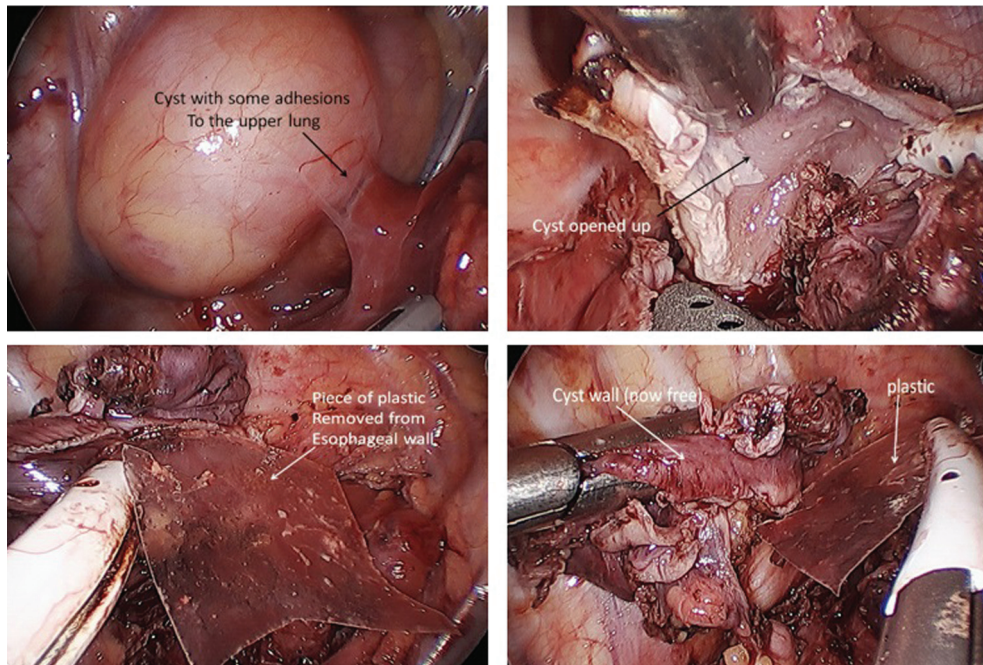 Cyst with some adhesions
To the upper lung
Cyst opened up
Piece of plastic
Removed from
Esophageal wall
Cyst wall (now free)
plastic